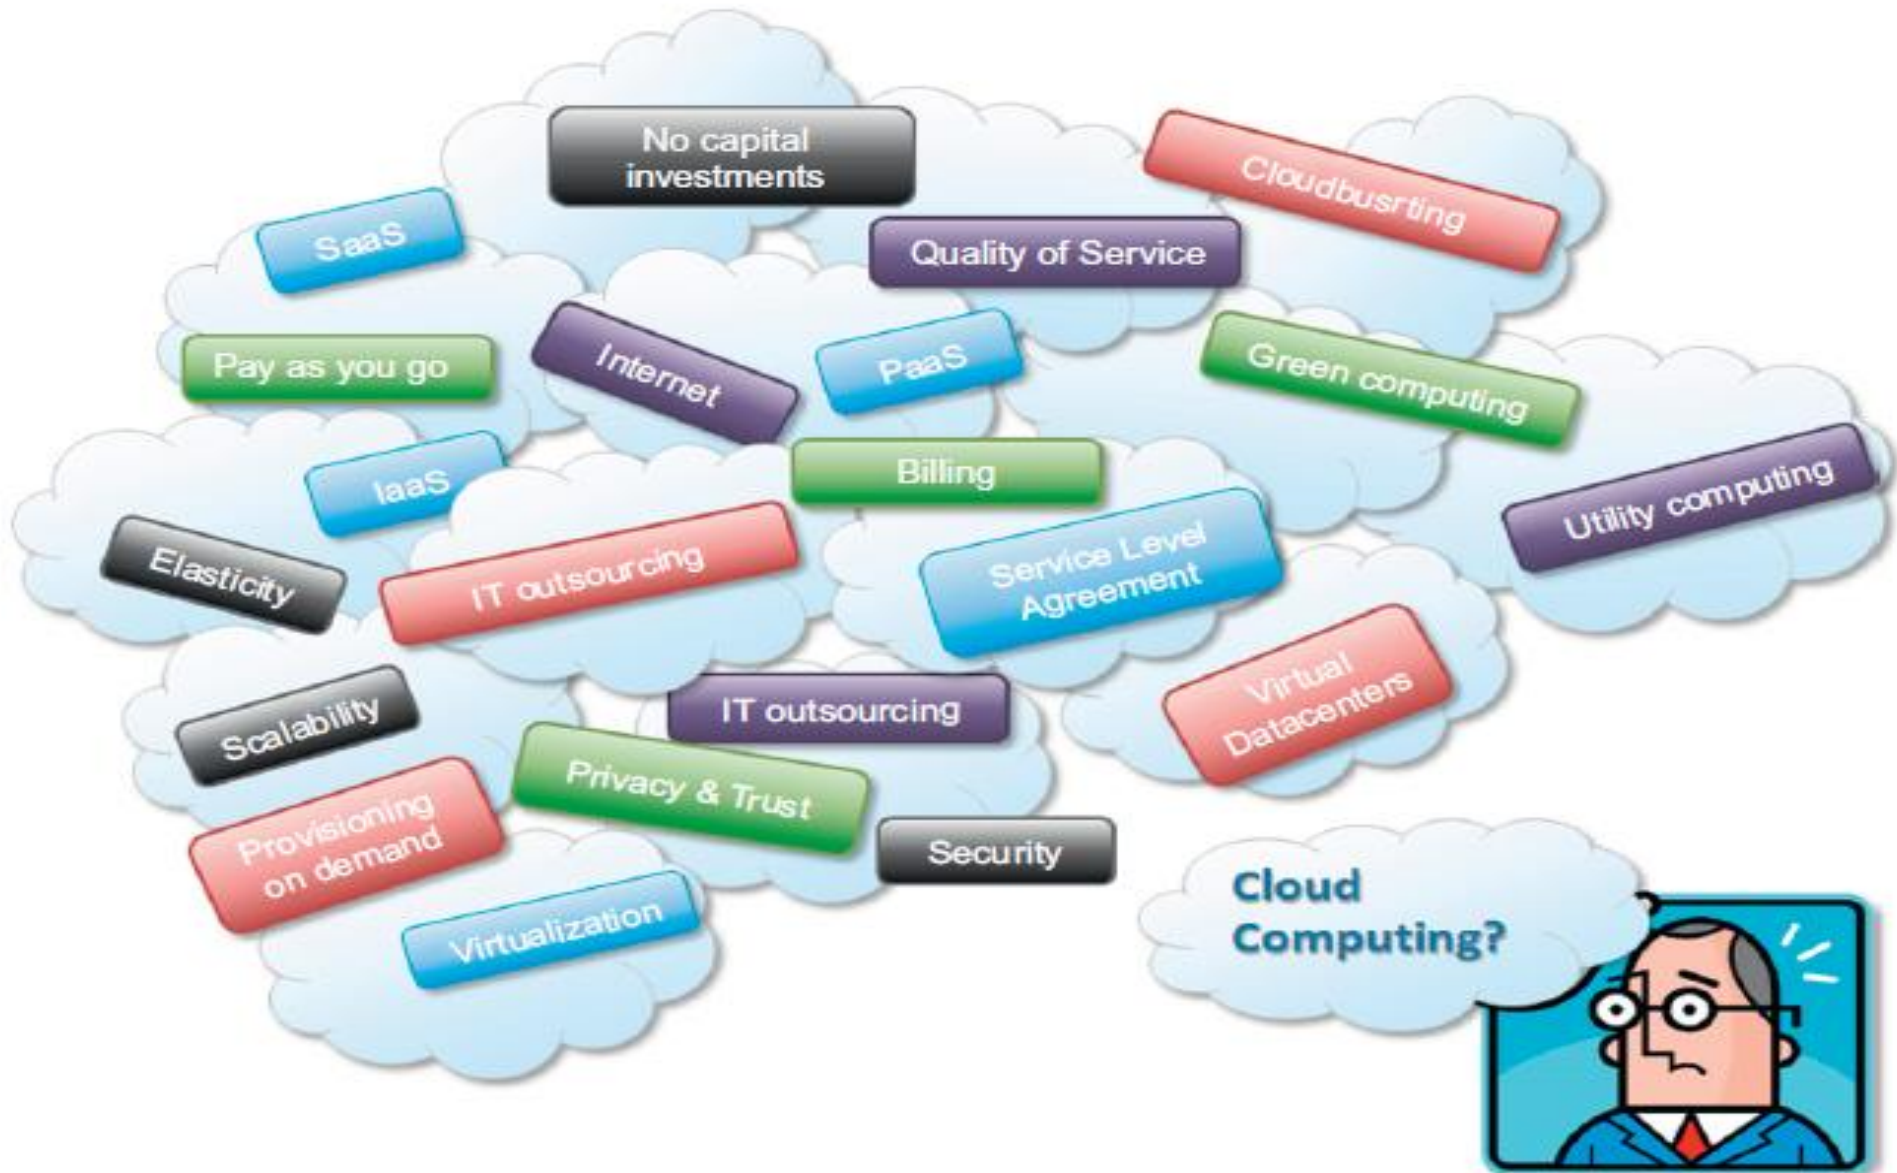 No capital
investments
Cloudbusrting
SaaS
Quality of Service
Pay as you go
Internet
PaaS
Green computing
IaaS
Billing
Utility computing
Elasticity
IT outsourcing
Service Level
Agreement
Scalability
IT outsourcing
Virtual
Datacenters
Privacy & Trust
Provisioning
on demand
Security
Virtualization
Cloud
Computing?